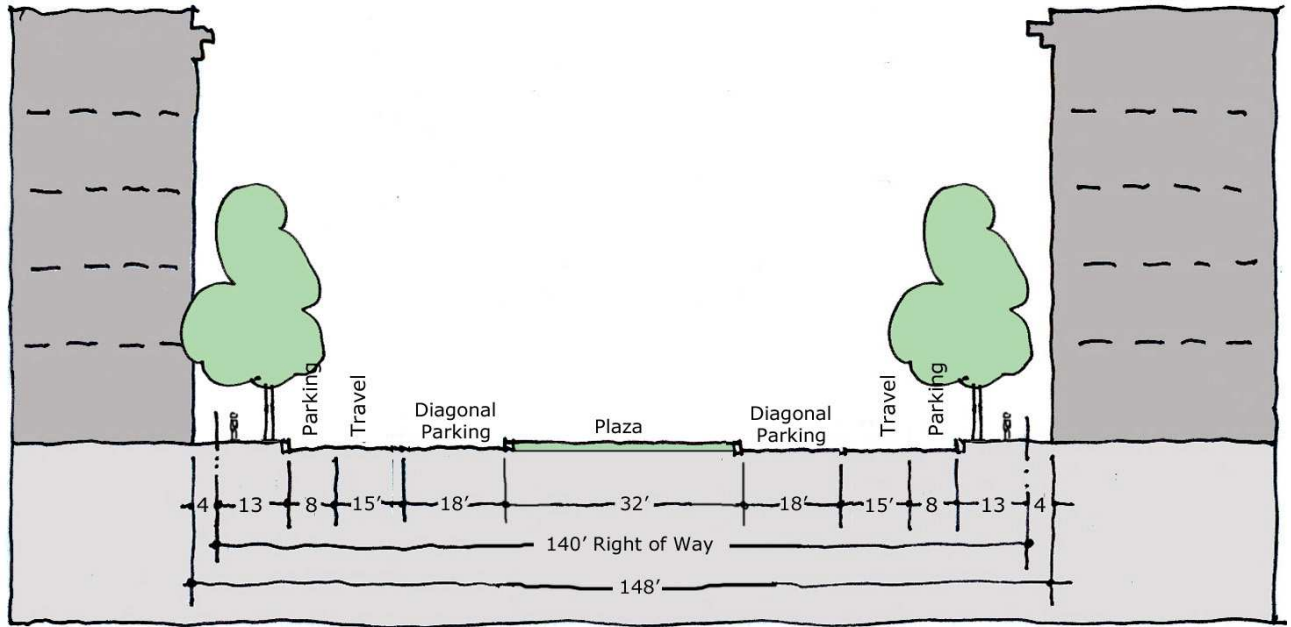 Parking
Travel
Diagonal
Parking
Plaza
Diagonal
Parking
Travel
Parking
4 13 8 15’ 18’ 32’ 18’ 15’ 8 13 4
140’ Right of Way
148’